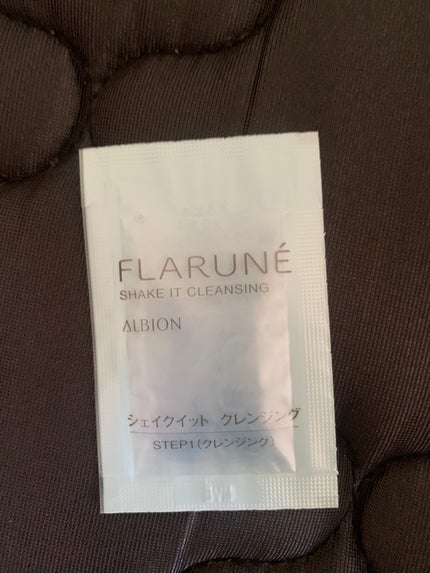 FLARUNÉ
SHAKE IT CLEANSING
ALBION
シェイクイット クレンジング
STEP1(クレンジング)